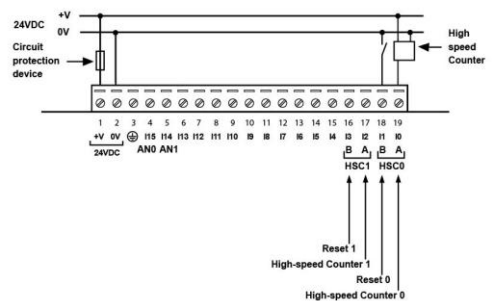 +V
24VDC
0V
Circuit
protection
device
High
speed
Counter
1 2 3 4 5 6 7 8 9 10 11 12 13 14 15 16 17 18 19
+V 0V I15 I14 I13 I12 I11 I10 I9 I8 I7 I6 I5 I4 I3 I2 I1 I0
24VDC AN0 AN1 B A B A
HSC1 HSC0
Reset 1
High-speed Counter 1
Reset 0
High-speed Counter 0